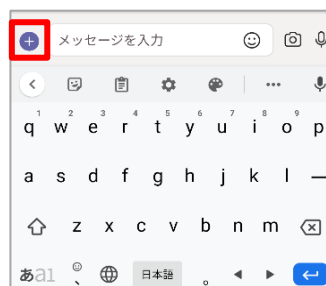 メッセージを入力
1 2 3 4 5 6 7 8 9 0
q w e r t y u i o p
a s d f g h j k l ー
z x c v b n m
あa1 、 日本語 。